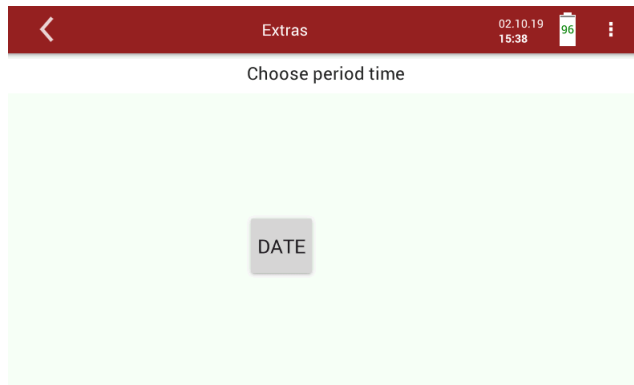 Extras
02.10.19
15:38
96
Choose period time
DATE